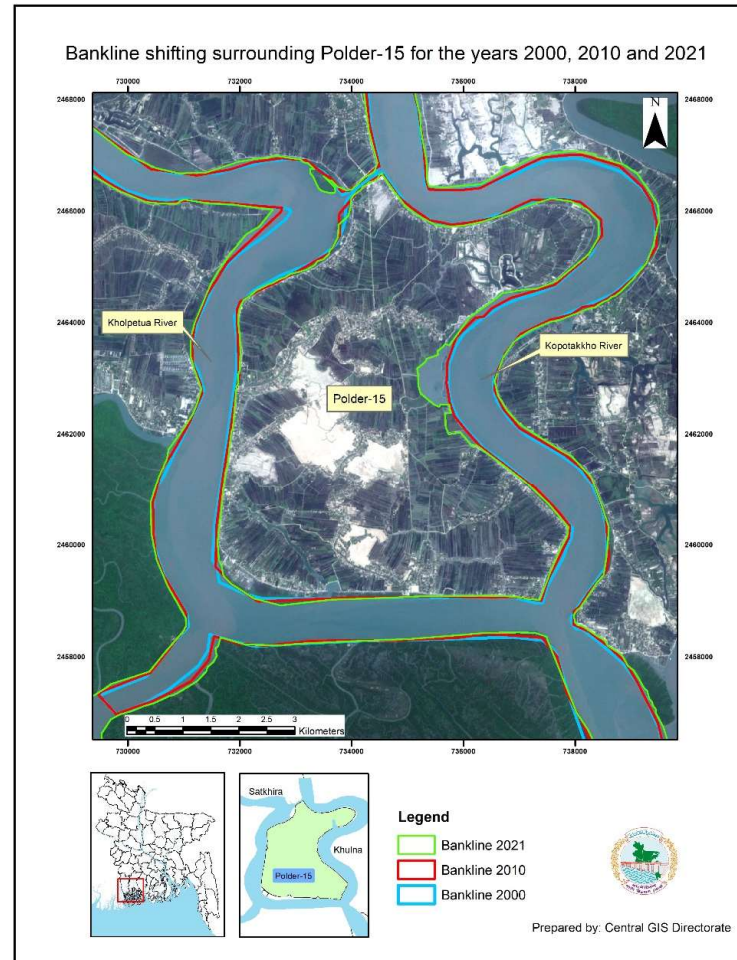 Bankline shifting surrounding Polder-15 for the years 2000, 2010 and 2021
730000 732000 734000 736000 738000
2468000 2468000
N
2466000 2466000
2464000 2464000
Kholpetua River
Kopotakkho River
Polder-15
2462000 2462000
2460000 2460000
2458000 2458000
0 0.5 1 1.5 2 2.5 3
Kilometers
730000 732000 734000 736000 738000
Satkhira
Khulna
Polder-15
Legend
Bankline 2021
Bankline 2010
Bankline 2000
Prepared by: Central GIS Directorate